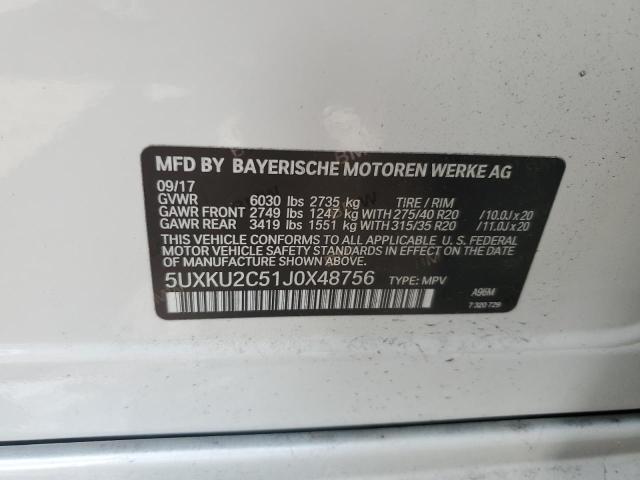 MFD BY BAYERISCHE MOTOREN WERKE AG
09/17
GVWR 6030 lbs 2735 kg TIRE / RIM
GAWR FRONT 2749 lbs 1247 kg WITH 275/40 R20 /10.0J x 20
GAWR REAR 3419 lbs 1551 kg WITH 315/35 R20 /11.0J x 20
THIS VEHICLE CONFORMS TO ALL APPLICABLE U. S. FEDERAL
MOTOR VEHICLE SAFETY STANDARDS IN EFFECT ON THE DATE
OF MANUFACTURE SHOWN ABOVE.
5UXKU2C51J0X48756 TYPE: MPV
A96M
7 320 729